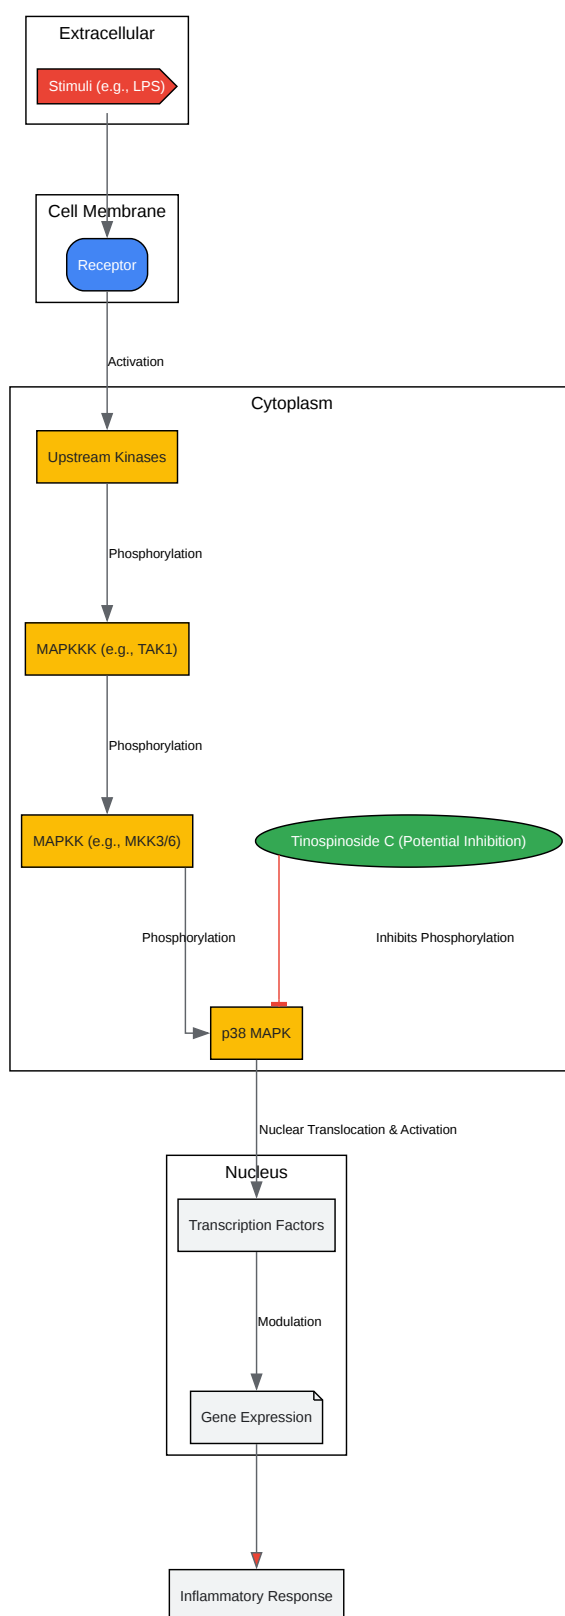 Extracellular
Stimuli (e.g., LPS)
Cell Membrane
Receptor
Activation
Cytoplasm
Upstream Kinases
Phosphorylation
MAPKKK (e.g., TAK1)
Phosphorylation
MAPKK (e.g., MKK3/6)
Tinospinoside C (Potential Inhibition)
Phosphorylation
Inhibits Phosphorylation
p38 MAPK
Nuclear Translocation & Activation
Nucleus
Transcription Factors
Modulation
Gene Expression
Inflammatory Response